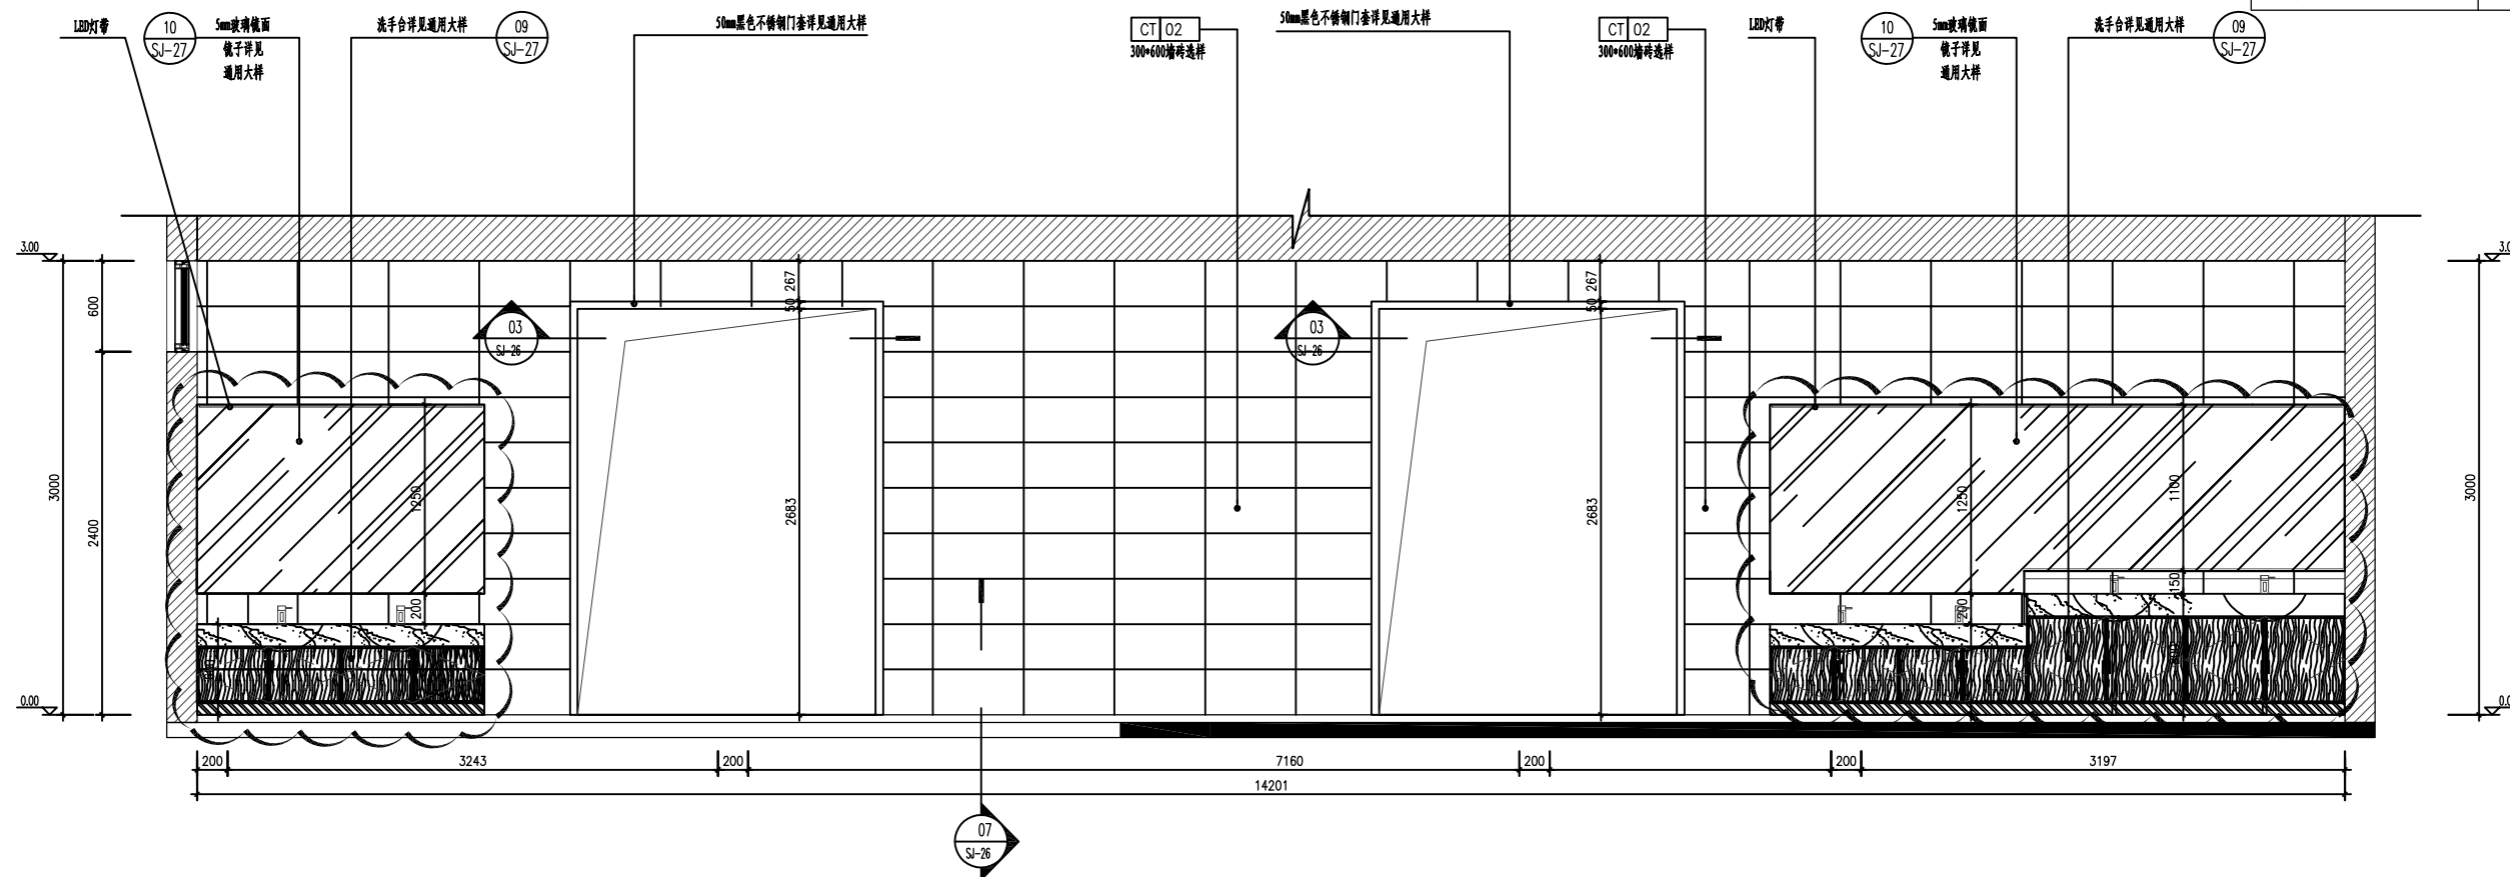 LED灯带
10
SJ-27
5mm玻璃镜面
镜子详见
通用大样
洗手台详见通用大样
09
SJ-27
50mm黑色不锈钢门套详见通用大样
CT 02
300*600墙砖选样
50mm黑色不锈钢门套详见通用大样
CT 02
300*600墙砖选样
LED灯带
10
SJ-27
5mm玻璃镜面
镜子详见
通用大样
洗手台详见通用大样
09
SJ-27
3.00
600
2400
3000
0.00
03
SJ-26
267
50
2683
03
SJ-26
267
50
2683
1250
200
1250
200
1100
150
3000
200
3243
200
7160
200
200
3197
14201
07
SJ-26